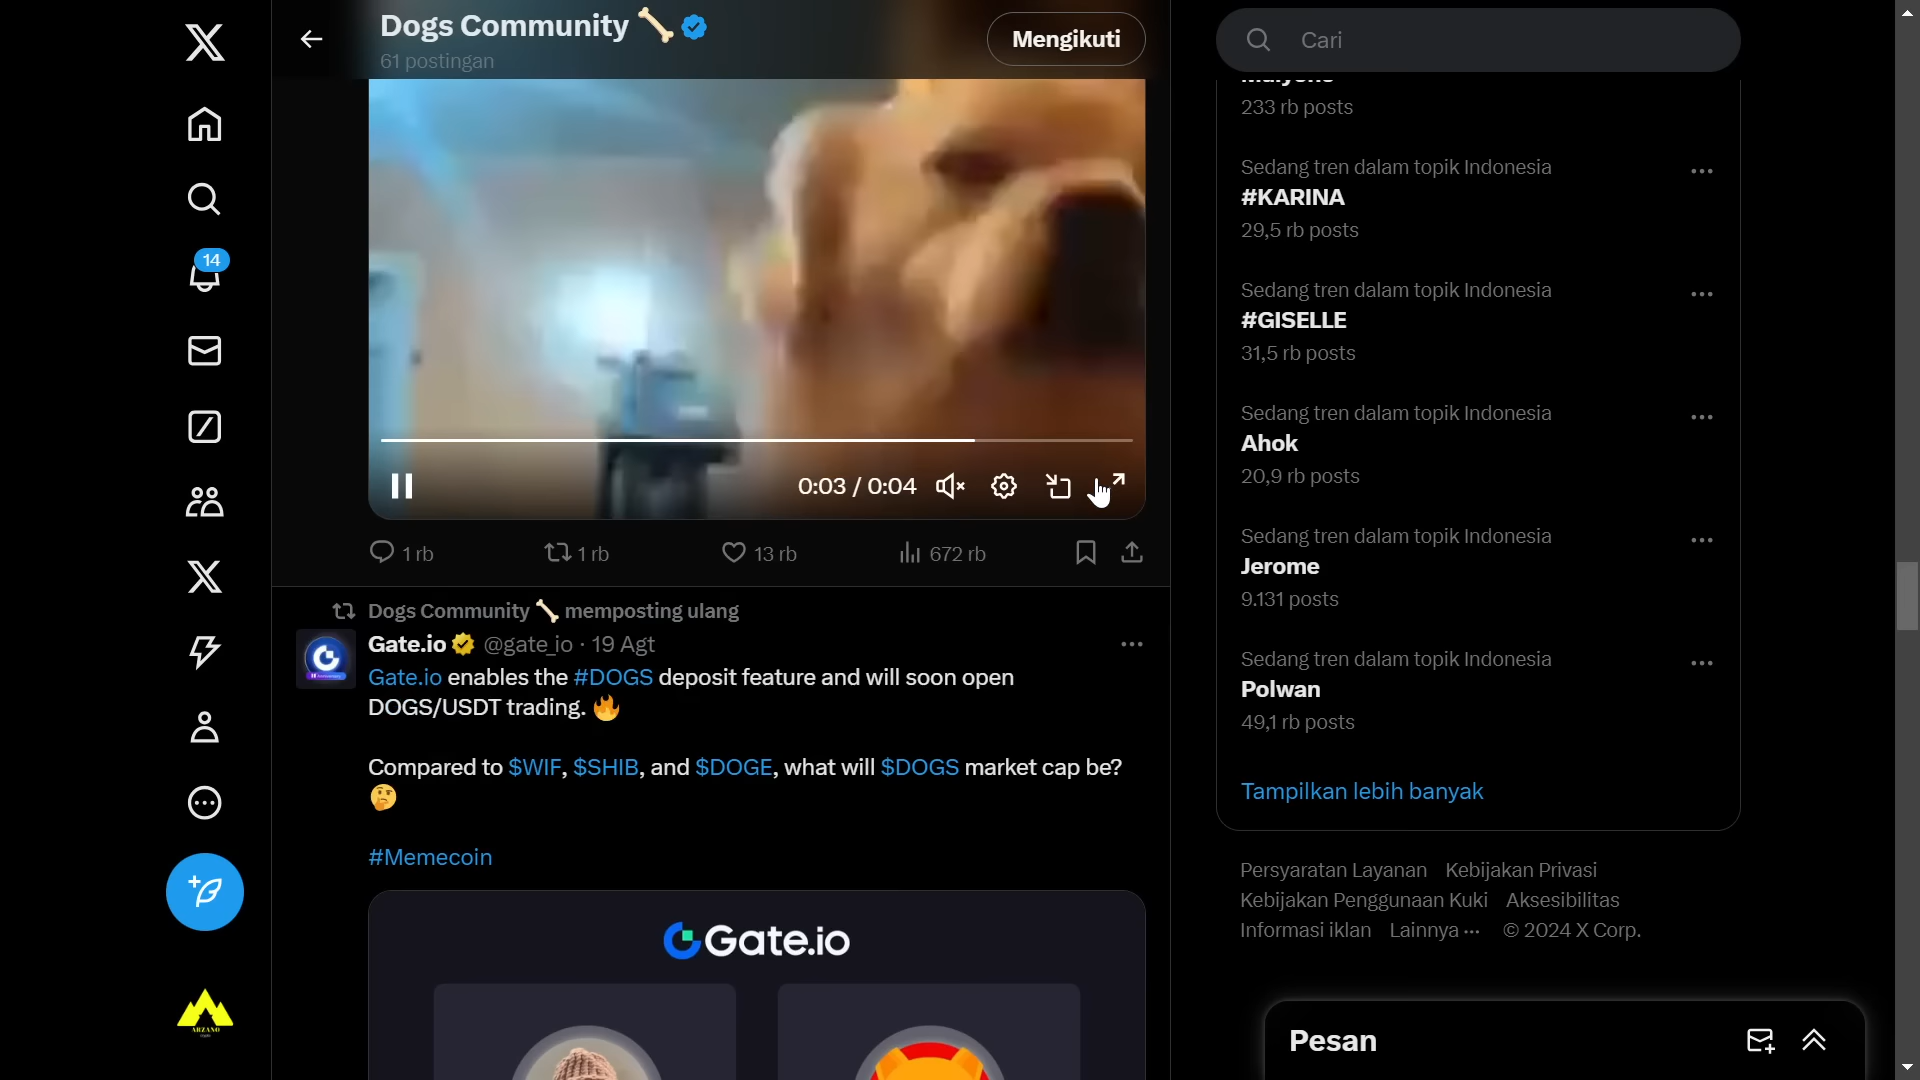 Dogs Community
61 postingan
Mengikuti
14
0:03 / 0:04
1 rb
1 rb
13 rb
672 rb
Dogs Community memposting ulang
Gate.io @gate_io · 19 Agt
Gate.io enables the #DOGS deposit feature and will soon open
DOGS/USDT trading. 🔥
Compared to $WIF, $SHIB, and $DOGE, what will $DOGS market cap be?
🤔
#Memecoin
Gate.io
ARZANO
Cari
233 rb posts
Sedang tren dalam topik Indonesia
#KARINA
29,5 rb posts
Sedang tren dalam topik Indonesia
#GISELLE
31,5 rb posts
Sedang tren dalam topik Indonesia
Ahok
20,9 rb posts
Sedang tren dalam topik Indonesia
Jerome
9.131 posts
Sedang tren dalam topik Indonesia
Polwan
49,1 rb posts
Tampilkan lebih banyak
Persyaratan Layanan Kebijakan Privasi
Kebijakan Penggunaan Kuki Aksesibilitas
Informasi iklan Lainnya ··· © 2024 X Corp.
Pesan